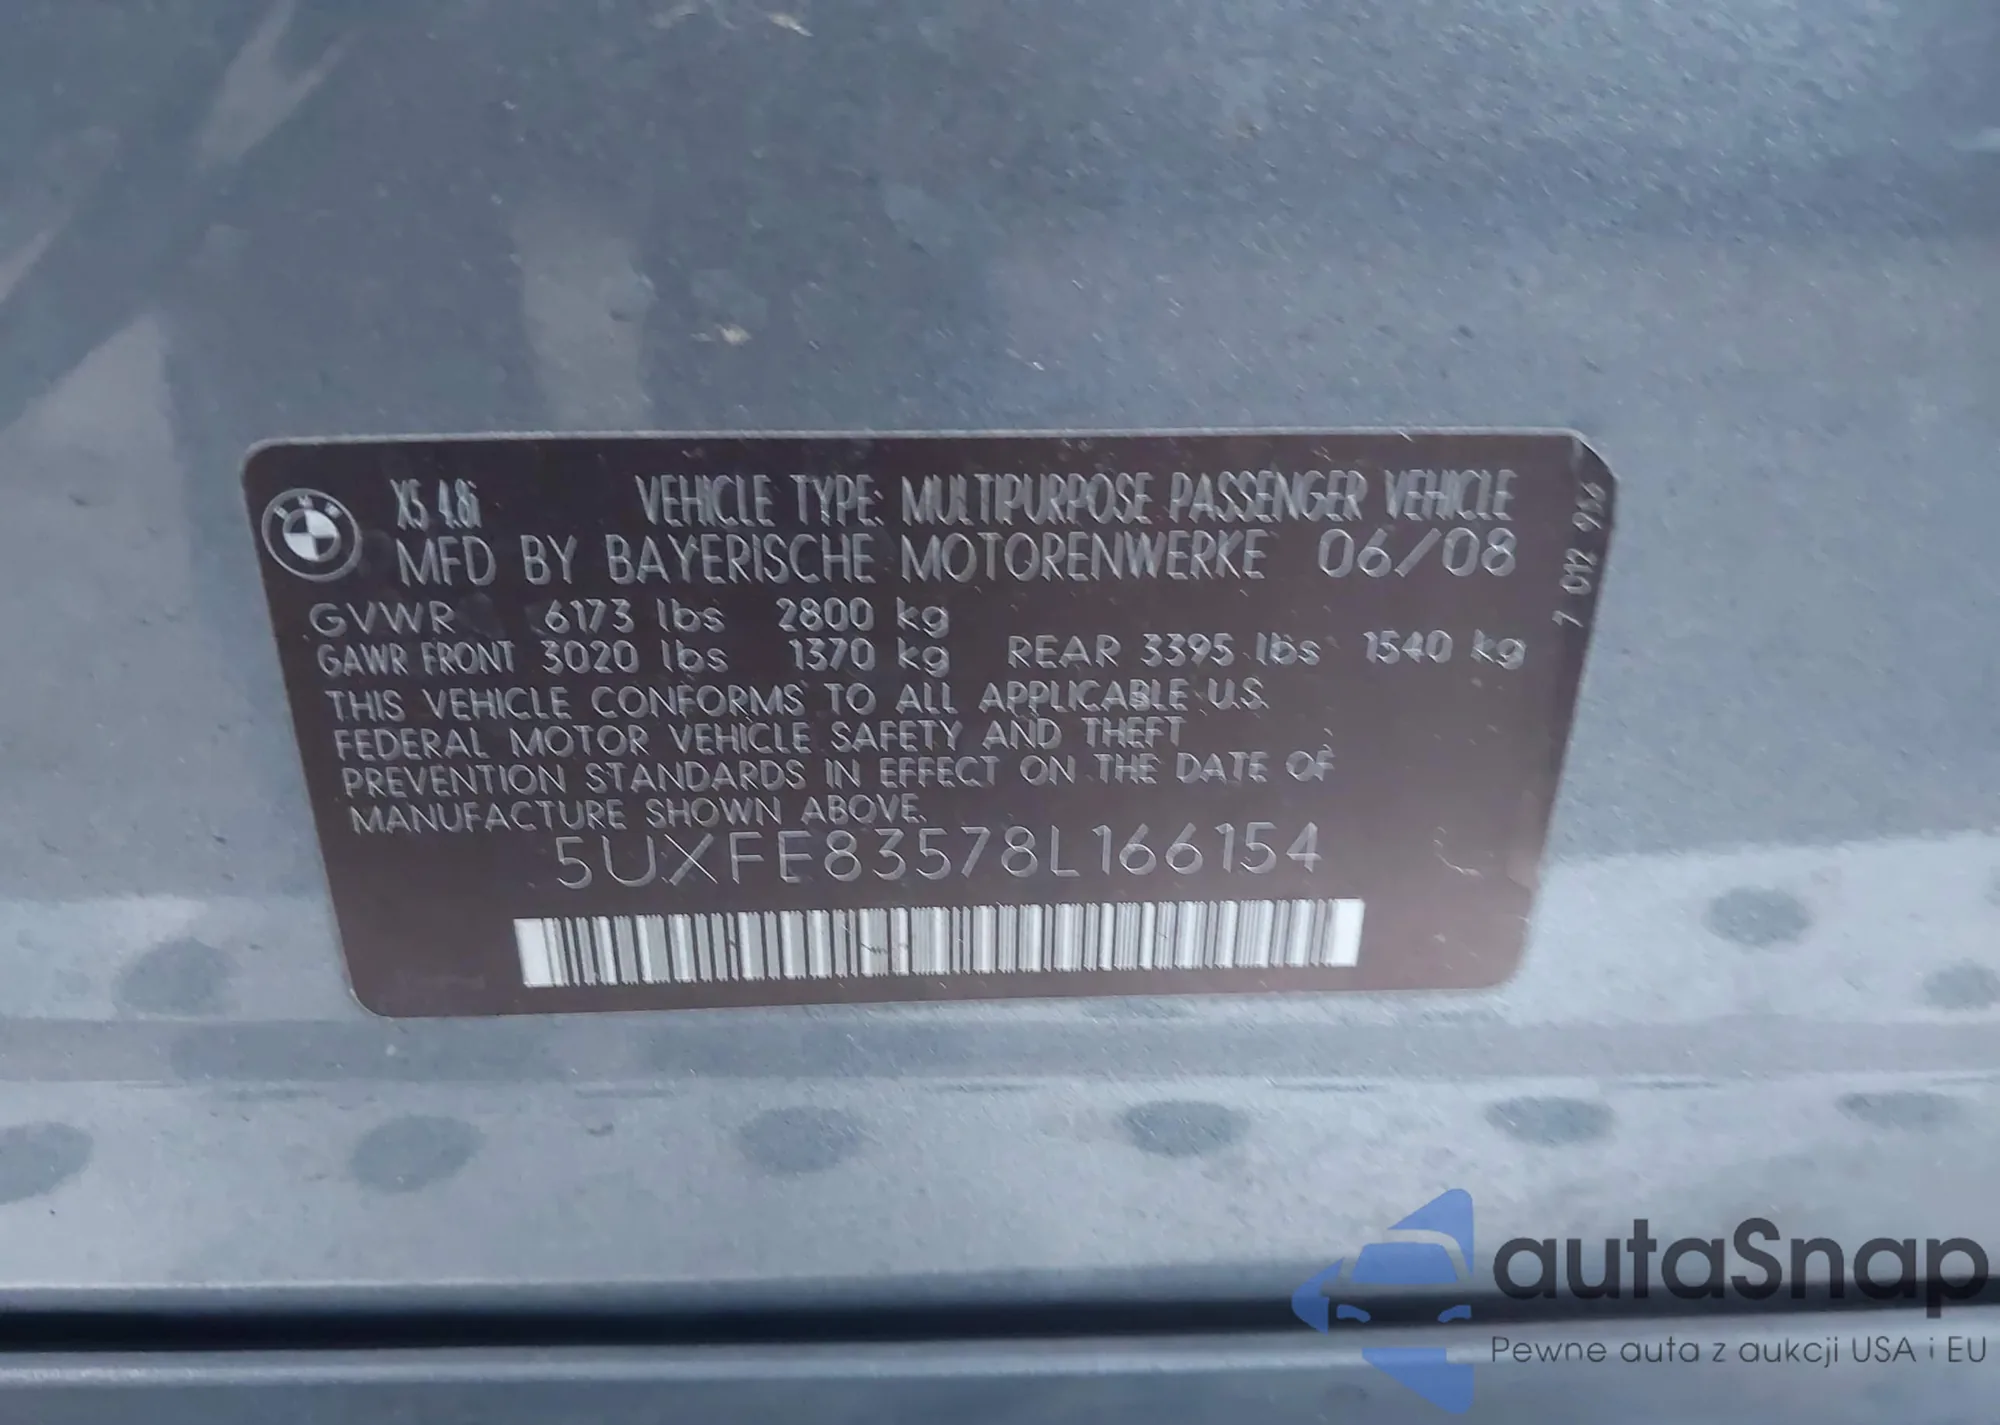 X5 4.8i VEHICLE TYPE: MULTIPURPOSE PASSENGER VEHICLE
MFD BY BAYERISCHE MOTORENWERKE 06/08
GVWR 6173 lbs 2800 kg
GAWR FRONT 3020 lbs 1370 kg REAR 3395 lbs 1540 kg
THIS VEHICLE CONFORMS TO ALL APPLICABLE U.S.
FEDERAL MOTOR VEHICLE SAFETY AND THEFT
PREVENTION STANDARDS IN EFFECT ON THE DATE OF
MANUFACTURE SHOWN ABOVE.
5UXFE83578L166154
7 012 966
autaSnap
Pewne auta z aukcji USA i EU